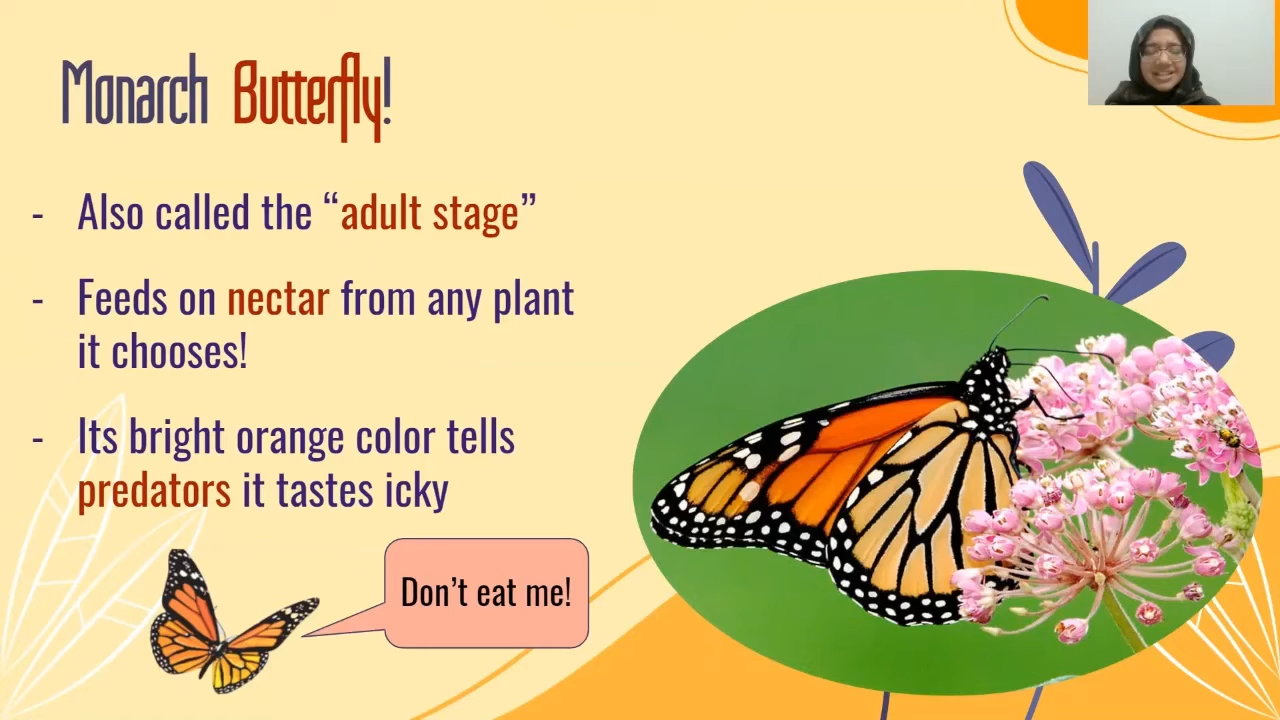 Monarch Butterfly!
- Also called the “adult stage”
- Feeds on nectar from any plant
it chooses!
- Its bright orange color tells
predators it tastes icky
Don’t eat me!